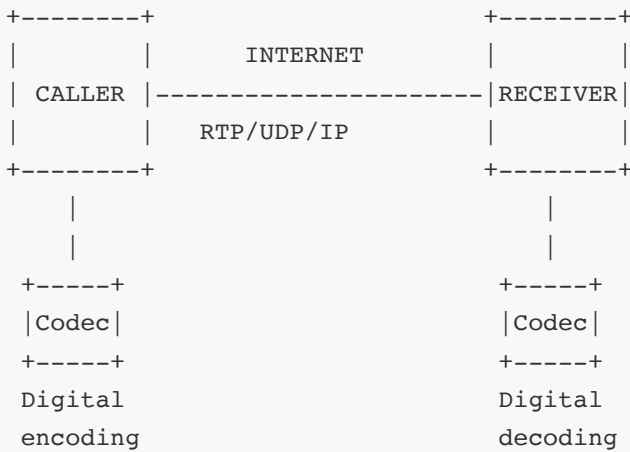 INTERNET
CALLER RECEIVER
RTP/UDP/IP
Codec Codec
Digital Digital
encoding decoding